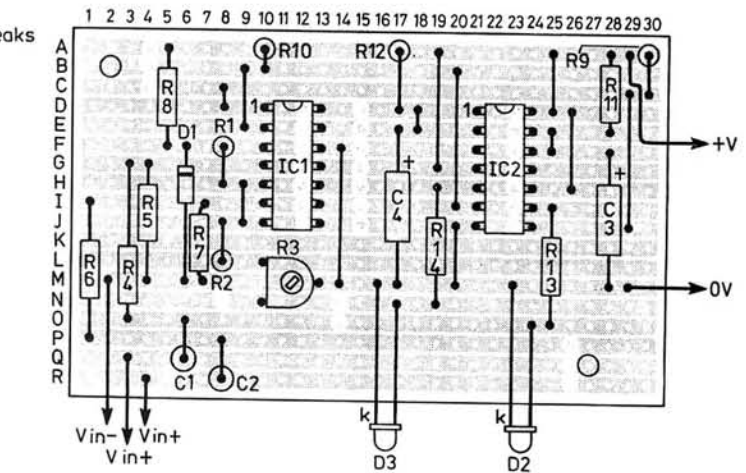 eaks
1 2 3 4 5 6 7 8 9 10 11 12 13 14 15 16 17 18 19 20 21 22 23 24 25 26 27 28 29 30
A
B
C
D
E
F
G
H
I
J
K
L
M
N
O
P
Q
R
R10
R12
R9
R8
R11
D1
R1
1
IC1
1
IC2
+V
+
C4
+
C3
R5
R7
R6
R4
R2
R3
R14
R13
0V
C1
C2
Vin-
Vin+
Vin+
k
D3
k
D2